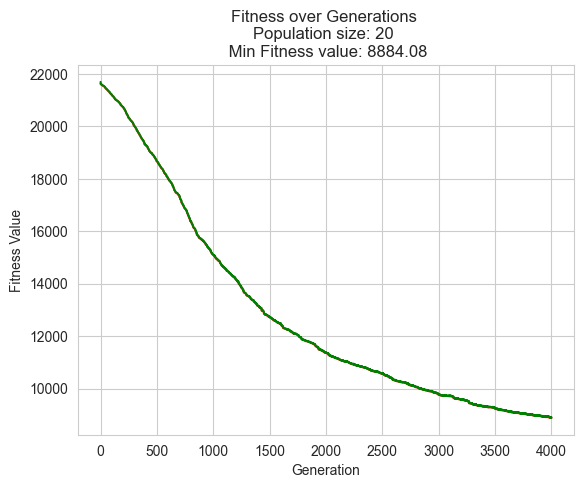 Fitness over Generations
Population size: 20
Min Fitness value: 8884.08
22000
20000
18000
16000
14000
12000
10000
Fitness Value
0 500 1000 1500 2000 2500 3000 3500 4000
Generation